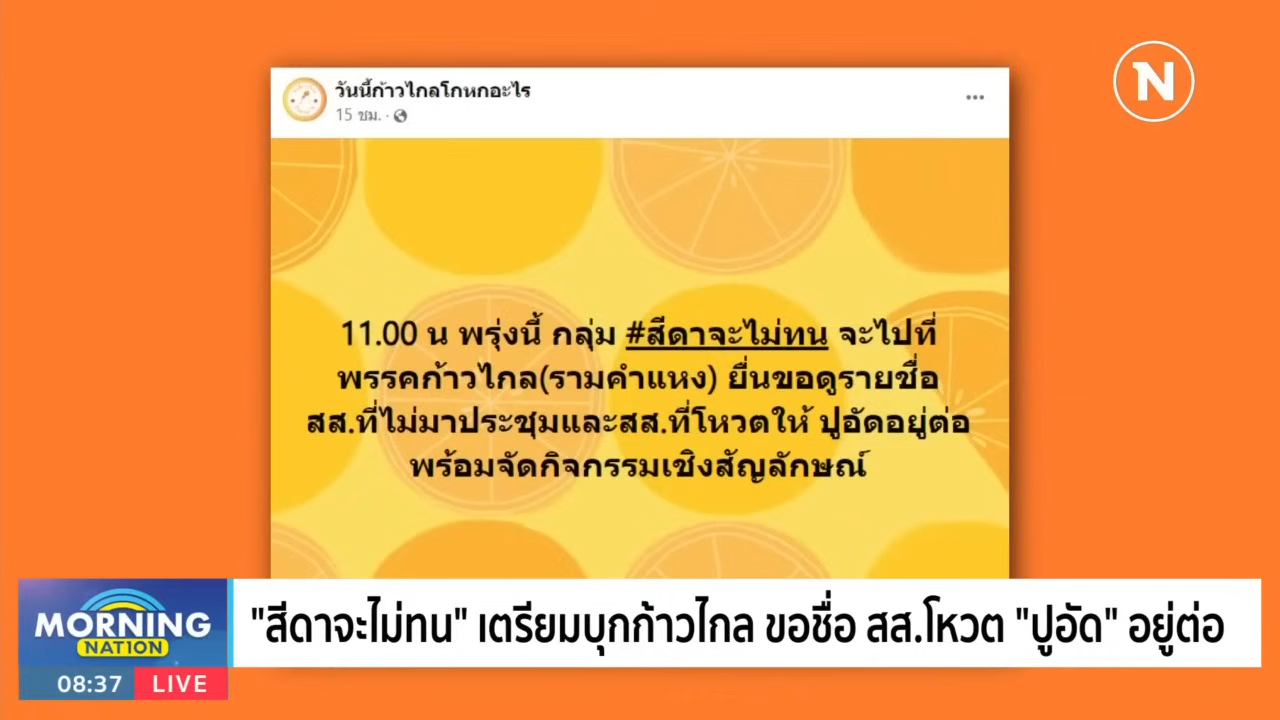 วันนี้ก้าวไกลโกหกอะไร
15 ชม. ·
N
11.00 น พรุ่งนี้ กลุ่ม #สีดาจะไม่ทน จะไปที่
พรรคก้าวไกล(รามคำแหง) ยื่นขอดูรายชื่อ
สส.ที่ไม่มาประชุมและสส.ที่โหวตให้ ปูอัดอยู่ต่อ
พร้อมจัดกิจกรรมเชิงสัญลักษณ์
MORNING
NATION
"สีดาจะไม่ทน" เตรียมบุกก้าวไกล ขอชื่อ สส.โหวต "ปูอัด" อยู่ต่อ
08:37 LIVE